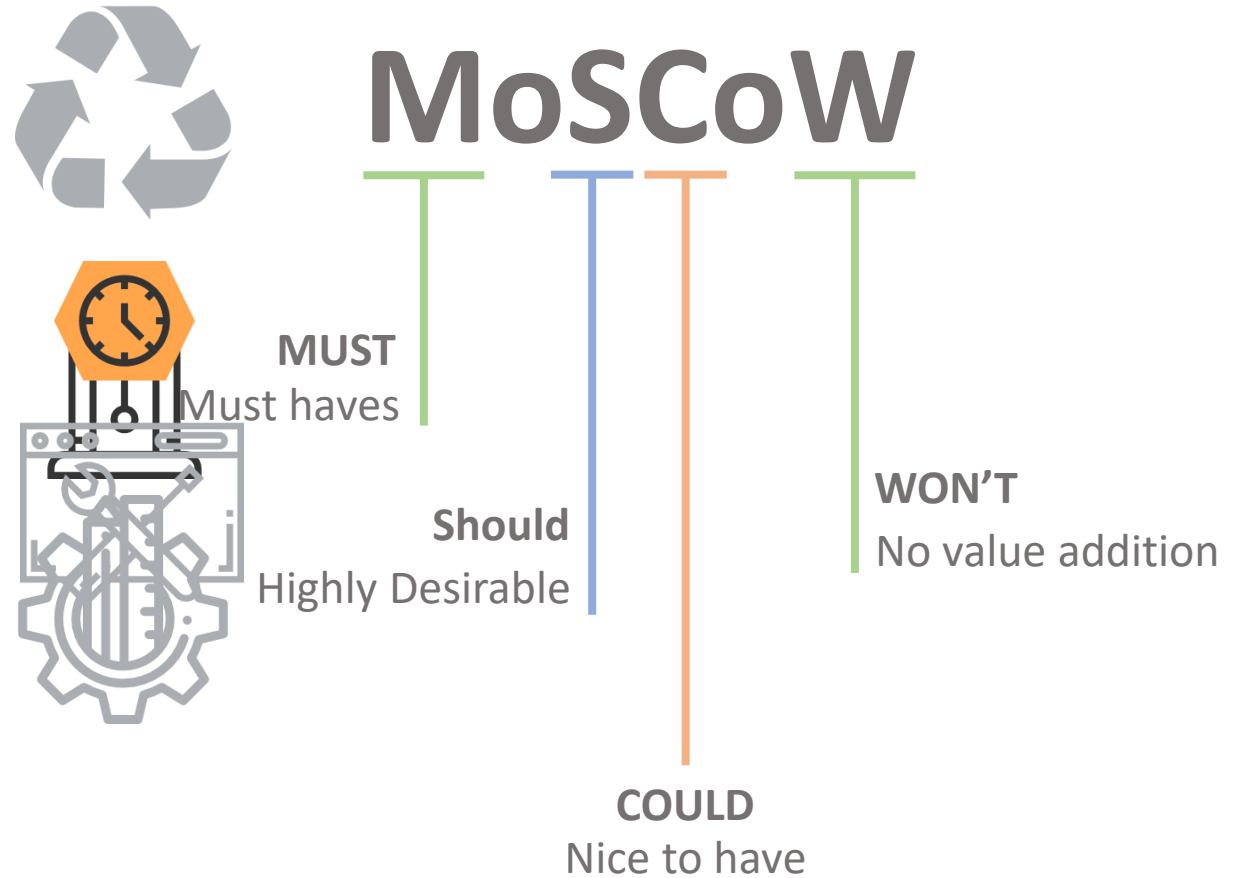 MoSCoW
MUST
Must haves
Should
Highly Desirable
COULD
Nice to have
WON’T
No value addition